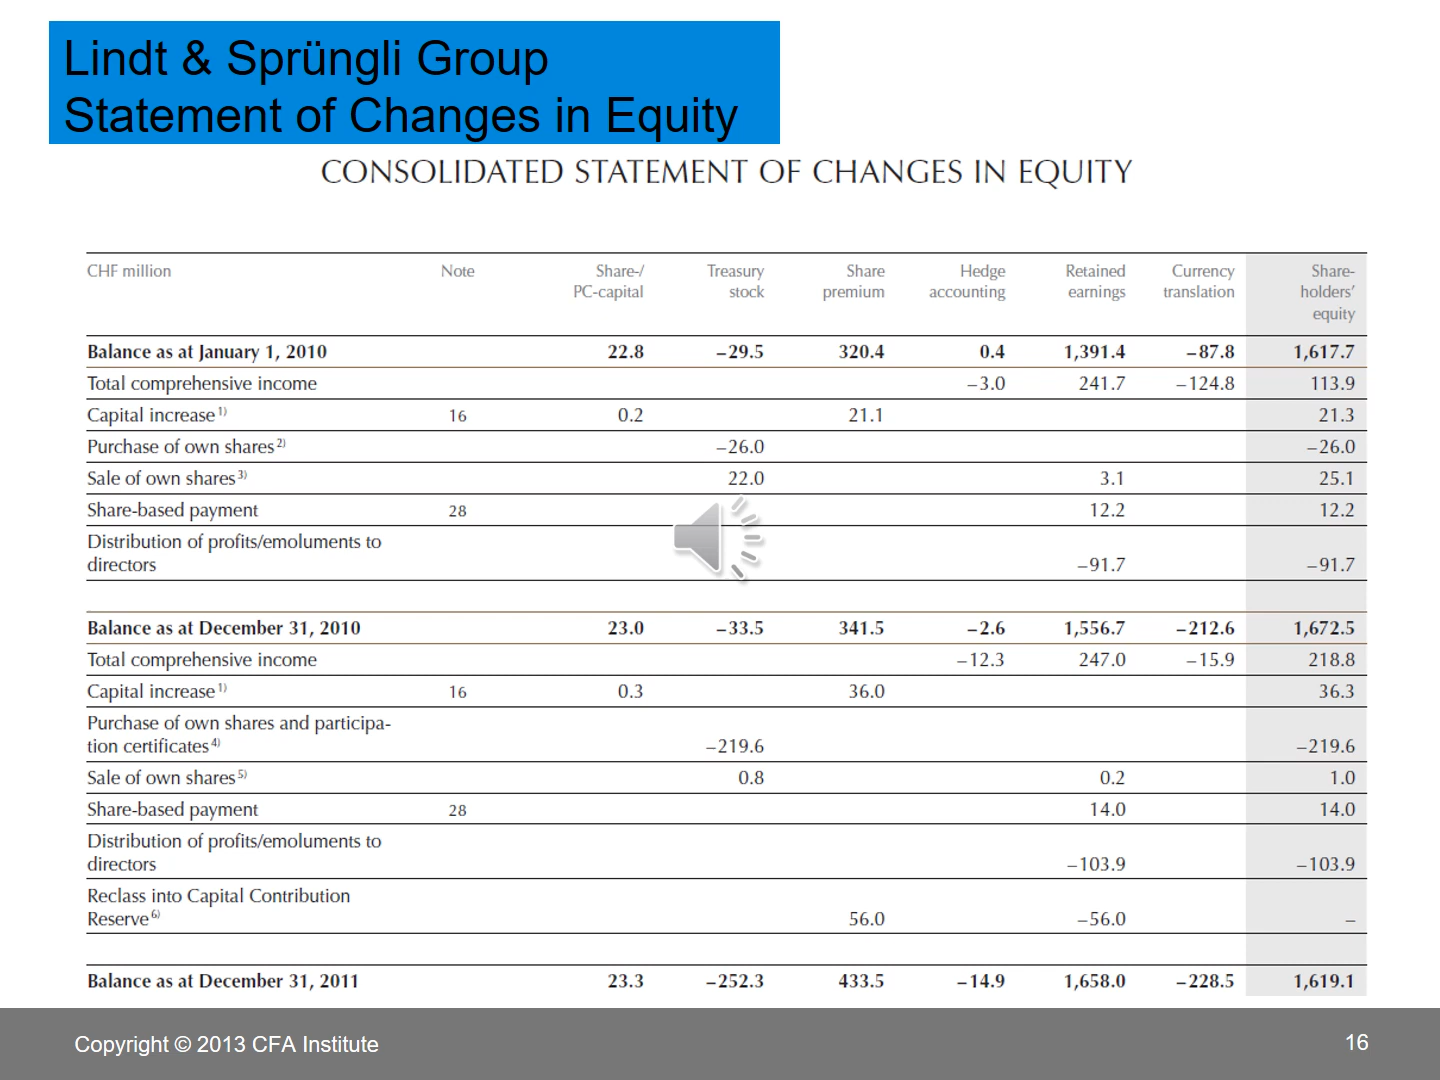 Lindt & Sprüngli Group
Statement of Changes in Equity
CONSOLIDATED STATEMENT OF CHANGES IN EQUITY
CHF million Note Share-/ PC-capital Treasury stock Share premium Hedge accounting Retained earnings Currency translation Share-holders’ equity
Balance as at January 1, 2010 22.8 –29.5 320.4 0.4 1,391.4 –87.8 1,617.7
Total comprehensive income –3.0 241.7 –124.8 113.9
Capital increase 1) 16 0.2 21.1 21.3
Purchase of own shares 2) –26.0 –26.0
Sale of own shares 3) 22.0 3.1 25.1
Share-based payment 28 12.2 12.2
Distribution of profits/emoluments to
directors –91.7 –91.7
Balance as at December 31, 2010 23.0 –33.5 341.5 –2.6 1,556.7 –212.6 1,672.5
Total comprehensive income –12.3 247.0 –15.9 218.8
Capital increase 1) 16 0.3 36.0 36.3
Purchase of own shares and participa-
tion certificates 4) –219.6 –219.6
Sale of own shares 5) 0.8 0.2 1.0
Share-based payment 28 14.0 14.0
Distribution of profits/emoluments to
directors –103.9 –103.9
Reclass into Capital Contribution
Reserve 6) 56.0 –56.0 –
Balance as at December 31, 2011 23.3 –252.3 433.5 –14.9 1,658.0 –228.5 1,619.1
Copyright © 2013 CFA Institute 16